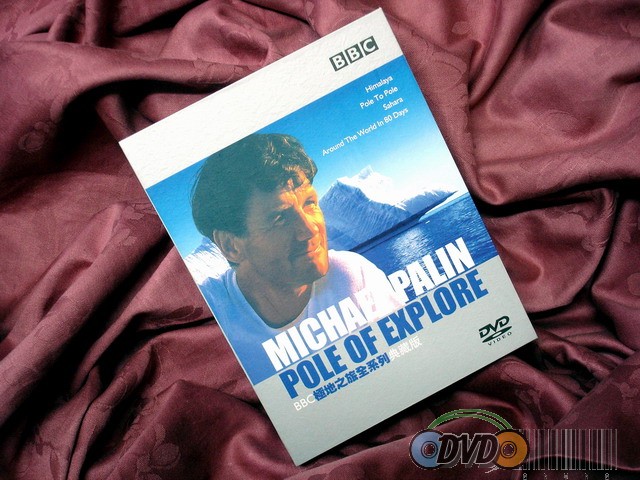 BBC
Himalaya
Pole To Pole
Sahara
Around The World In 80 Days
MICHAEL PALIN
POLE OF EXPLORE
BBC極地之旅全系列典藏版
DVD
VIDEO
DVD